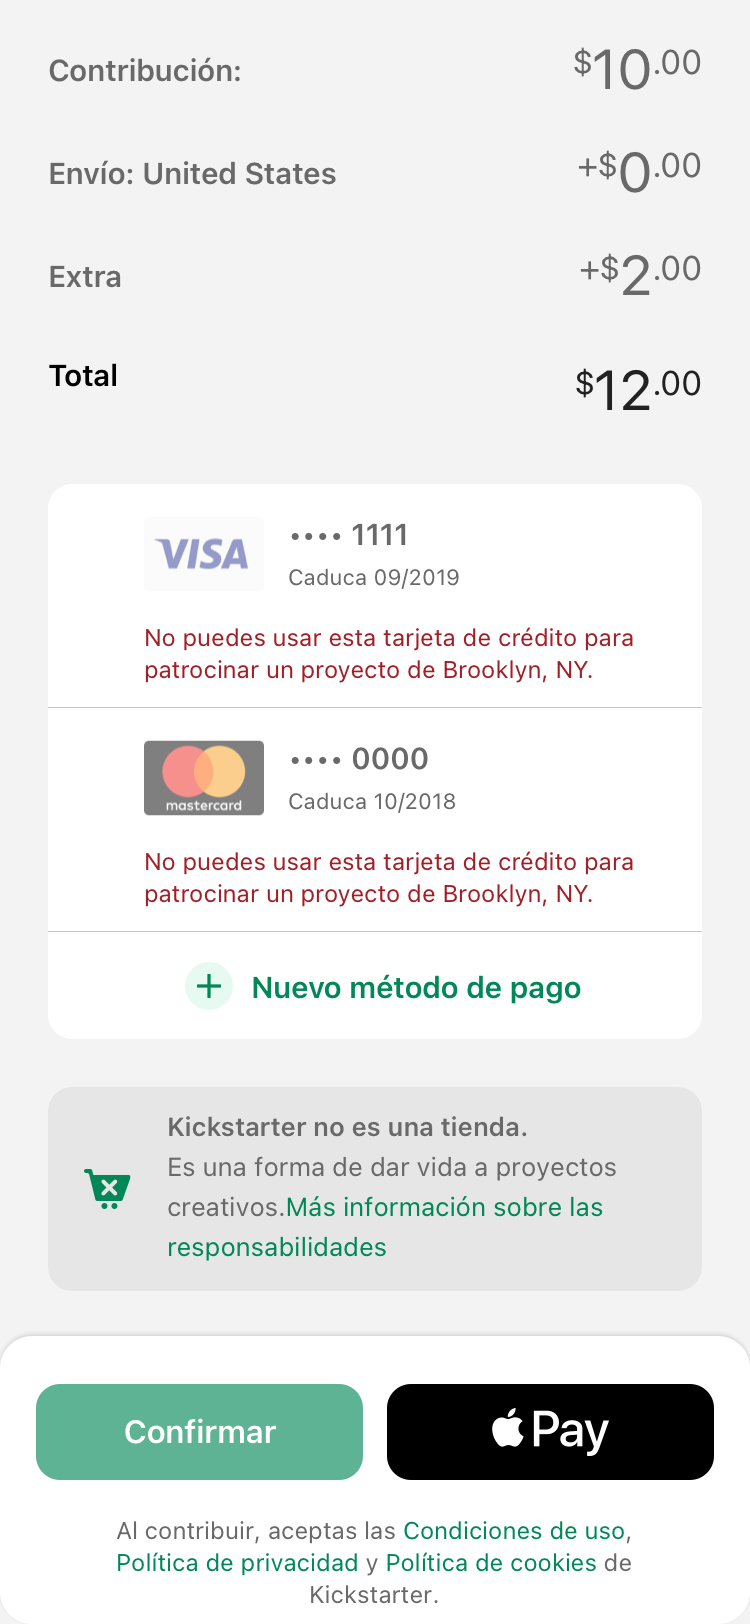 Contribución: $10.00
Envío: United States +$0.00
Extra +$2.00
Total $12.00
VISA •••• 1111
Caduca 09/2019
No puedes usar esta tarjeta de crédito para
patrocinar un proyecto de Brooklyn, NY.
•••• 0000
mastercard Caduca 10/2018
No puedes usar esta tarjeta de crédito para
patrocinar un proyecto de Brooklyn, NY.
+ Nuevo método de pago
Kickstarter no es una tienda.
Es una forma de dar vida a proyectos
creativos.Más información sobre las
responsabilidades
Confirmar Pay
Al contribuir, aceptas las Condiciones de uso,
Política de privacidad y Política de cookies de
Kickstarter.